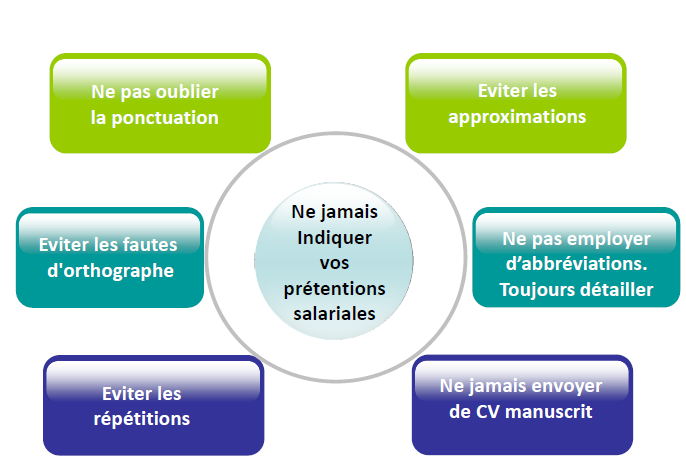 Ne pas oublier
la ponctuation
Eviter les
approximations
Ne jamais
Indiquer
vos
prétentions
salariales
Eviter les fautes
d'orthographe
Ne pas employer
d’abbréviations.
Toujours détailler
Eviter les
répétitions
Ne jamais envoyer
de CV manuscrit